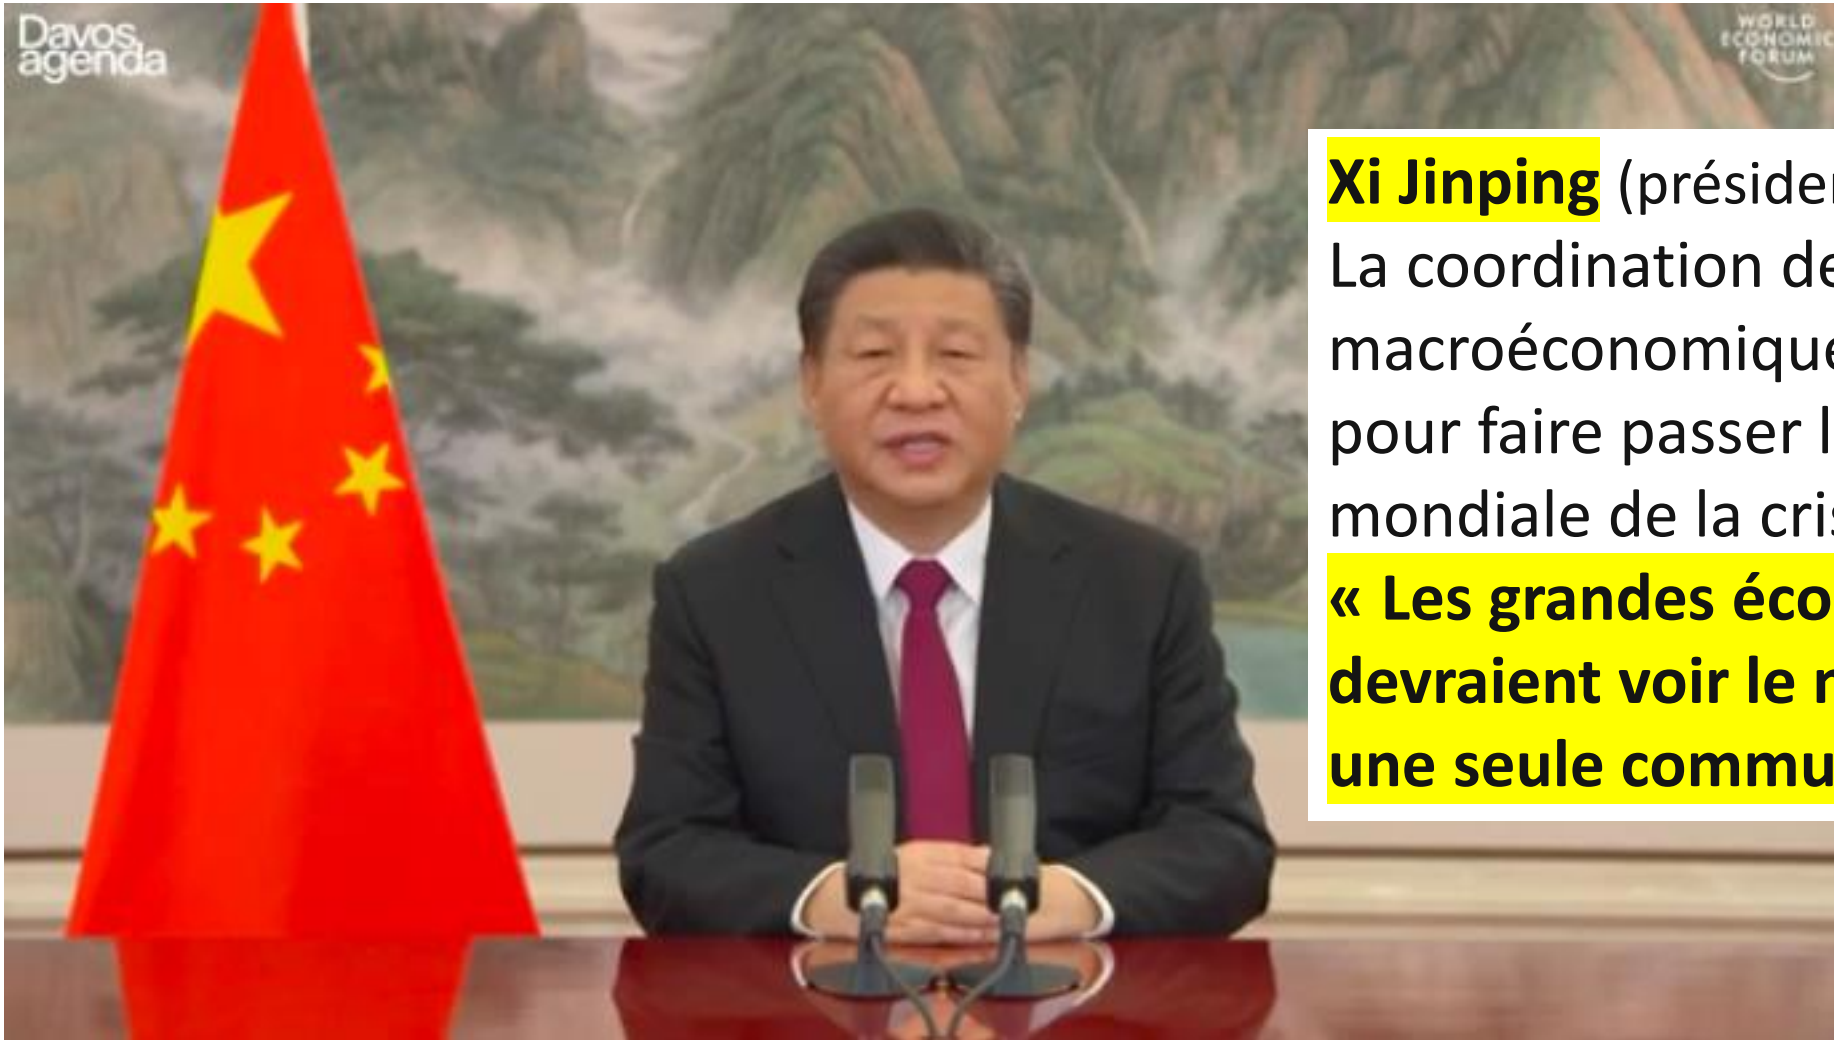 Davos
agenda
WORLD
ECONOMIC
FORUM
Xi Jinping (préside
La coordination de
macroéconomique
pour faire passer l
mondiale de la cris
« Les grandes éco
devraient voir le
une seule commu